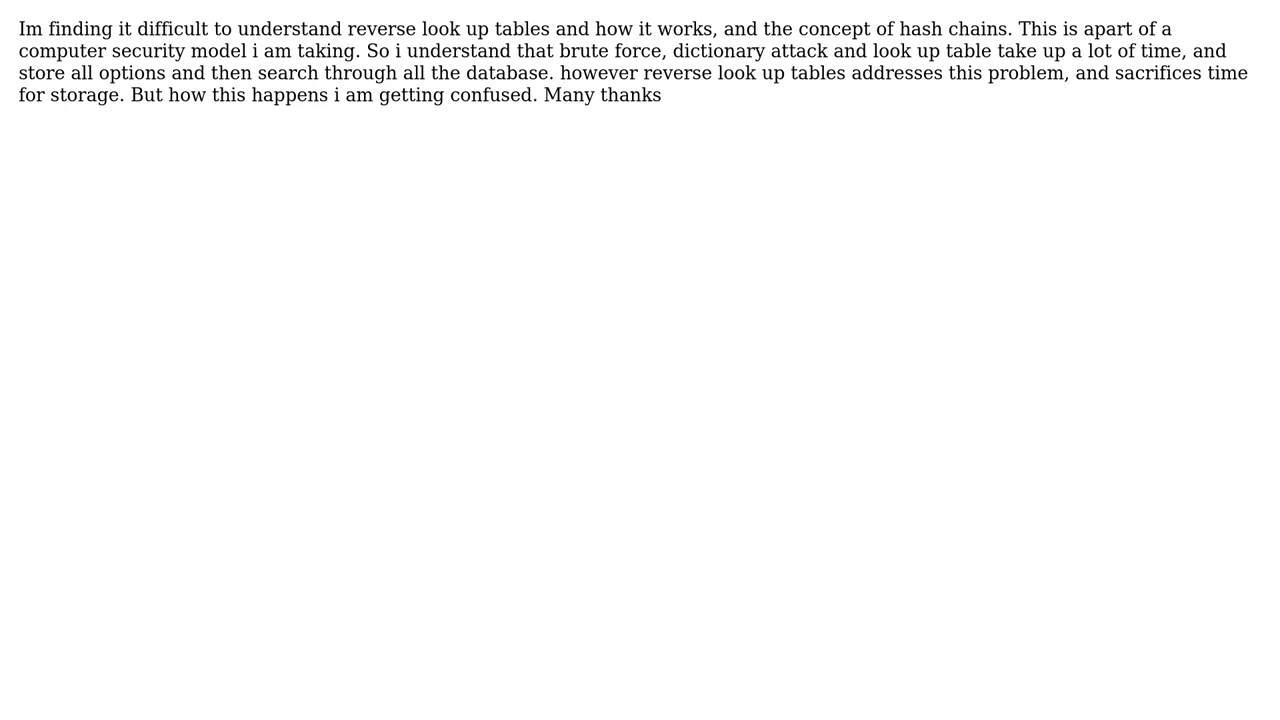 Im finding it difficult to understand reverse look up tables and how it works, and the concept of hash chains. This is apart of a
computer security model i am taking. So i understand that brute force, dictionary attack and look up table take up a lot of time, and
store all options and then search through all the database. however reverse look up tables addresses this problem, and sacrifices time
for storage. But how this happens i am getting confused. Many thanks